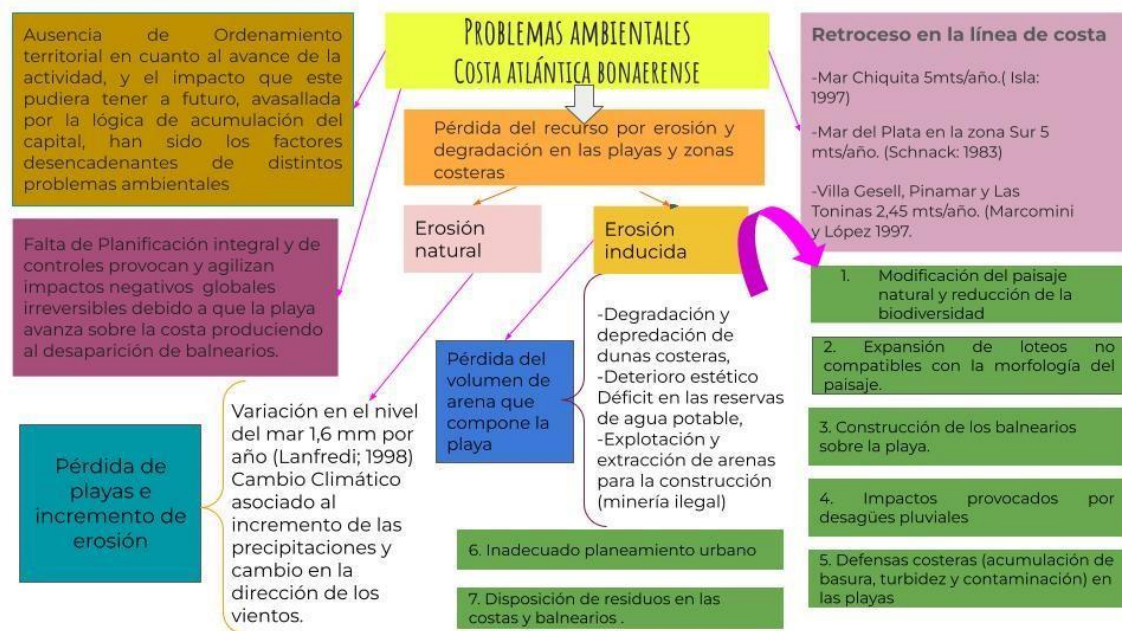 PROBLEMAS AMBIENTALES
COSTA ATLÁNTICA BONAERENSE
Ausencia de Ordenamiento
territorial en cuanto al avance de la
actividad, y el impacto que este
pudiera tener a futuro, avasallada
por la lógica de acumulación del
capital, han sido los factores
desencadenantes de distintos
problemas ambientales
Pérdida del recurso por erosión y
degradación en las playas y zonas
costeras
Retroceso en la línea de costa
-Mar Chiquita 5mts/año.( Isla:
1997)
-Mar del Plata en la zona Sur 5
mts/año. (Schnack: 1983)
-Villa Gesell, Pinamar y Las
Toninas 2,45 mts/año. (Marcomini
y López 1997.
Falta de Planificación integral y de
controles provocan y agilizan
impactos negativos globales
irreversibles debido a que la playa
avanza sobre la costa produciendo
al desaparición de balnearios.
Erosión
natural
Erosión
inducida
Pérdida de
playas e
incremento de
erosión
Variación en el nivel
del mar 1,6 mm por
año (Lanfredi; 1998)
Cambio Climático
asociado al
incremento de las
precipitaciones y
cambio en la
dirección de los
vientos.
Pérdida del
volumen de
arena que
compone la
playa
-Degradación y
depredación de
dunas costeras,
-Deterioro estético
Déficit en las reservas
de agua potable,
-Explotación y
extracción de arenas
para la construcción
(minería ilegal)
1. Modificación del paisaje
natural y reducción de la
biodiversidad
2. Expansión de loteos no
compatibles con la morfología del
paisaje.
3. Construcción de los balnearios
sobre la playa.
4. Impactos provocados por
desagües pluviales
5. Defensas costeras (acumulación de
basura, turbidez y contaminación) en
las playas
6. Inadecuado planeamiento urbano
7. Disposición de residuos en las
costas y balnearios .